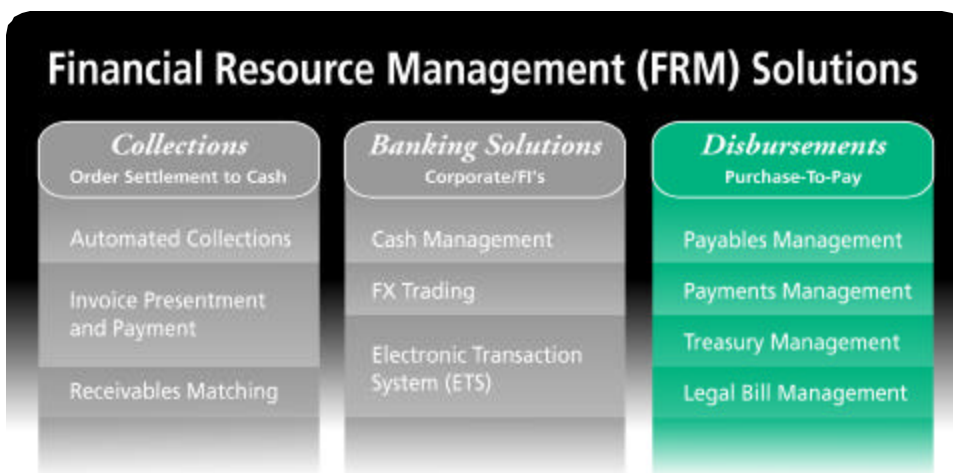 Financial Resource Management (FRM) Solutions
Collections
Order Settlement to Cash
Automated Collections
Invoice Presentment
and Payment
Receivables Matching
Banking Solutions
Corporate/FI's
Cash Management
FX Trading
Electronic Transaction
System (ETS)
Disbursements
Purchase-To-Pay
Payables Management
Payments Management
Treasury Management
Legal Bill Management